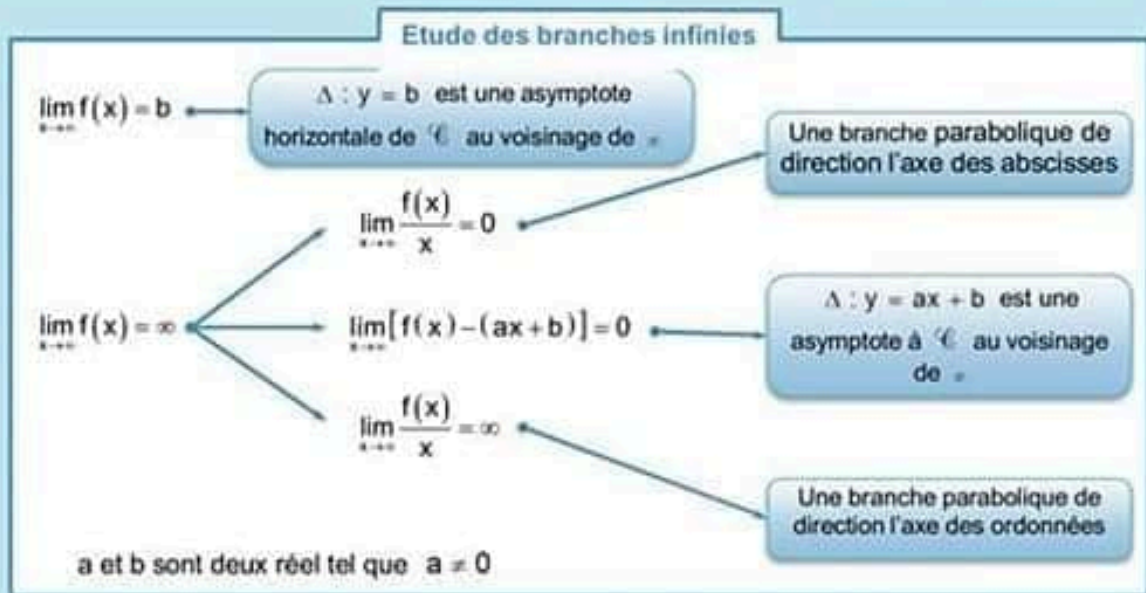 Etude des branches infinies
lim f(x) = b
x→∞
Δ : y = b est une asymptote
horizontale de 𝒞 au voisinage de ∞
Une branche parabolique de
direction l'axe des abscisses
lim f(x)/x = 0
x→∞
lim f(x) = ∞
x→∞
lim [f(x) − (ax + b)] = 0
x→∞
Δ : y = ax + b est une
asymptote à 𝒞 au voisinage
de ∞
lim f(x)/x = ∞
x→∞
Une branche parabolique de
direction l'axe des ordonnées
a et b sont deux réel tel que a ≠ 0